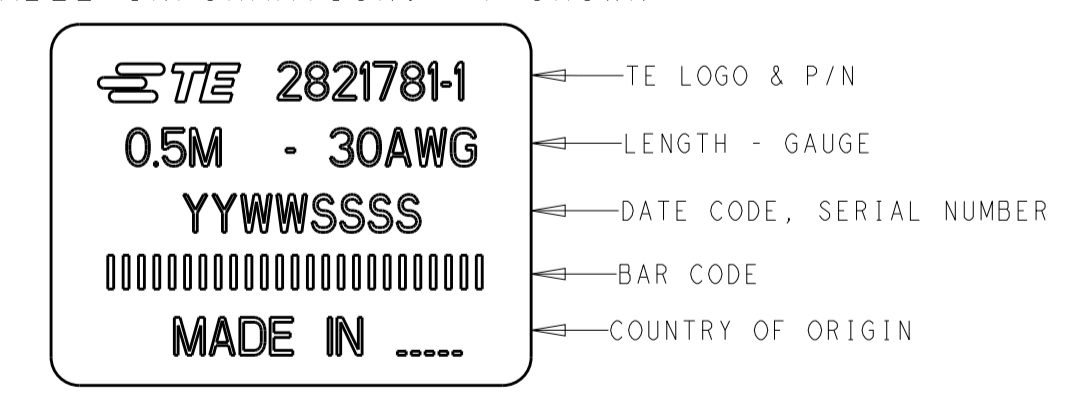 TE 2821781-1 TE LOGO & P/N
0.5M - 30AWG LENGTH - GAUGE
YYWWSSSS DATE CODE, SERIAL NUMBER
BAR CODE
MADE IN _____ COUNTRY OF ORIGIN